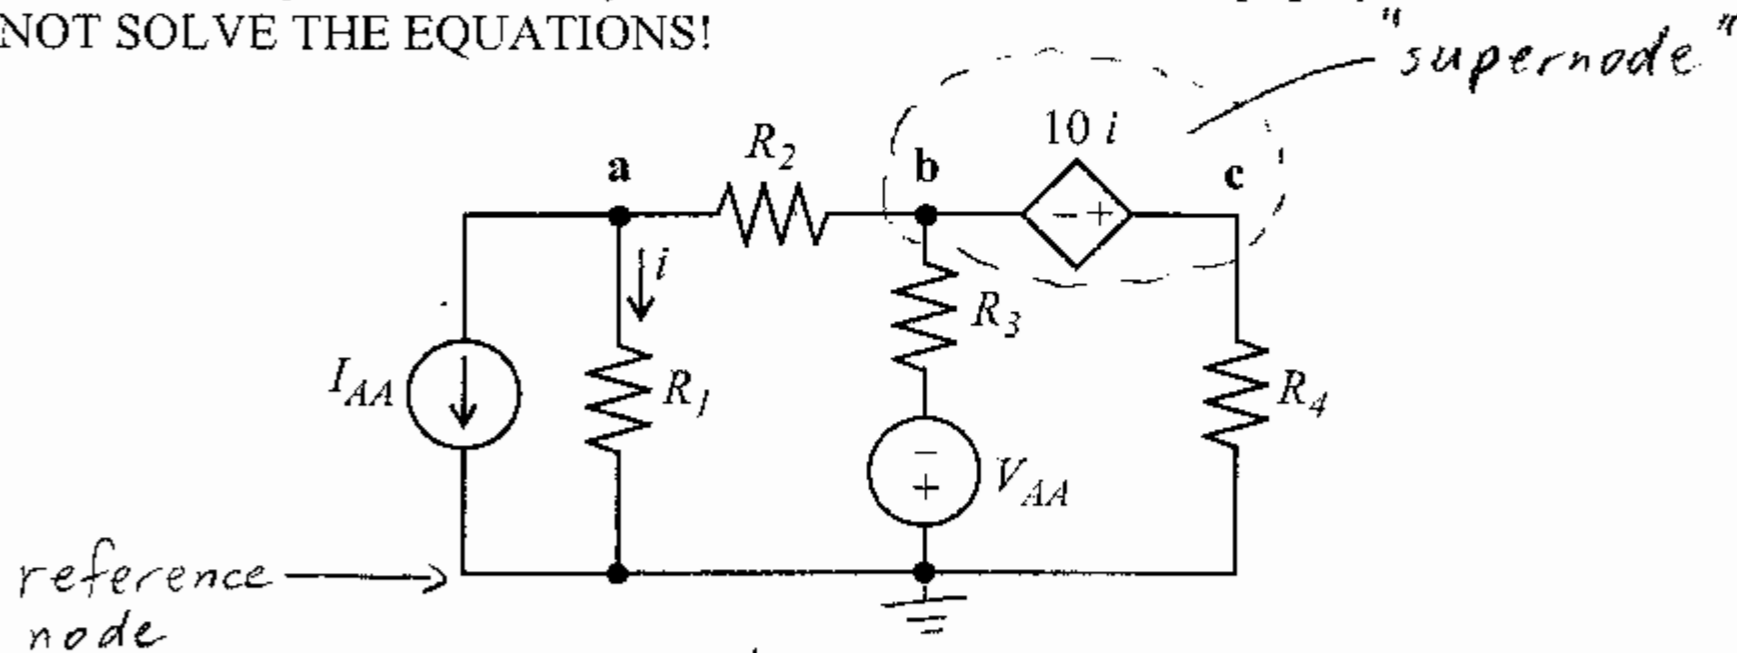 NOT SOLVE THE EQUATIONS!
"supernode"
10 i
R2
a
b
c
i
R3
IAA
R1
R4
- +
-
+
VAA
reference
node